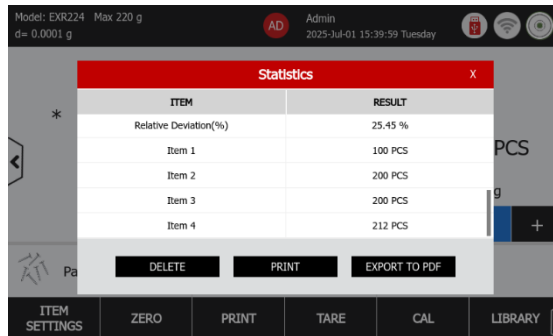 Model: EXR224 Max 220 g
d= 0.0001 g
AD
Admin
2025-Jul-01 15:39:59 Tuesday
Statistics X
ITEM RESULT
Relative Deviation(%) 25.45 %
Item 1 100 PCS
Item 2 200 PCS
Item 3 200 PCS
Item 4 212 PCS
DELETE PRINT EXPORT TO PDF
*
PCS
g
+
Pa
ITEM SETTINGS ZERO PRINT TARE CAL LIBRARY